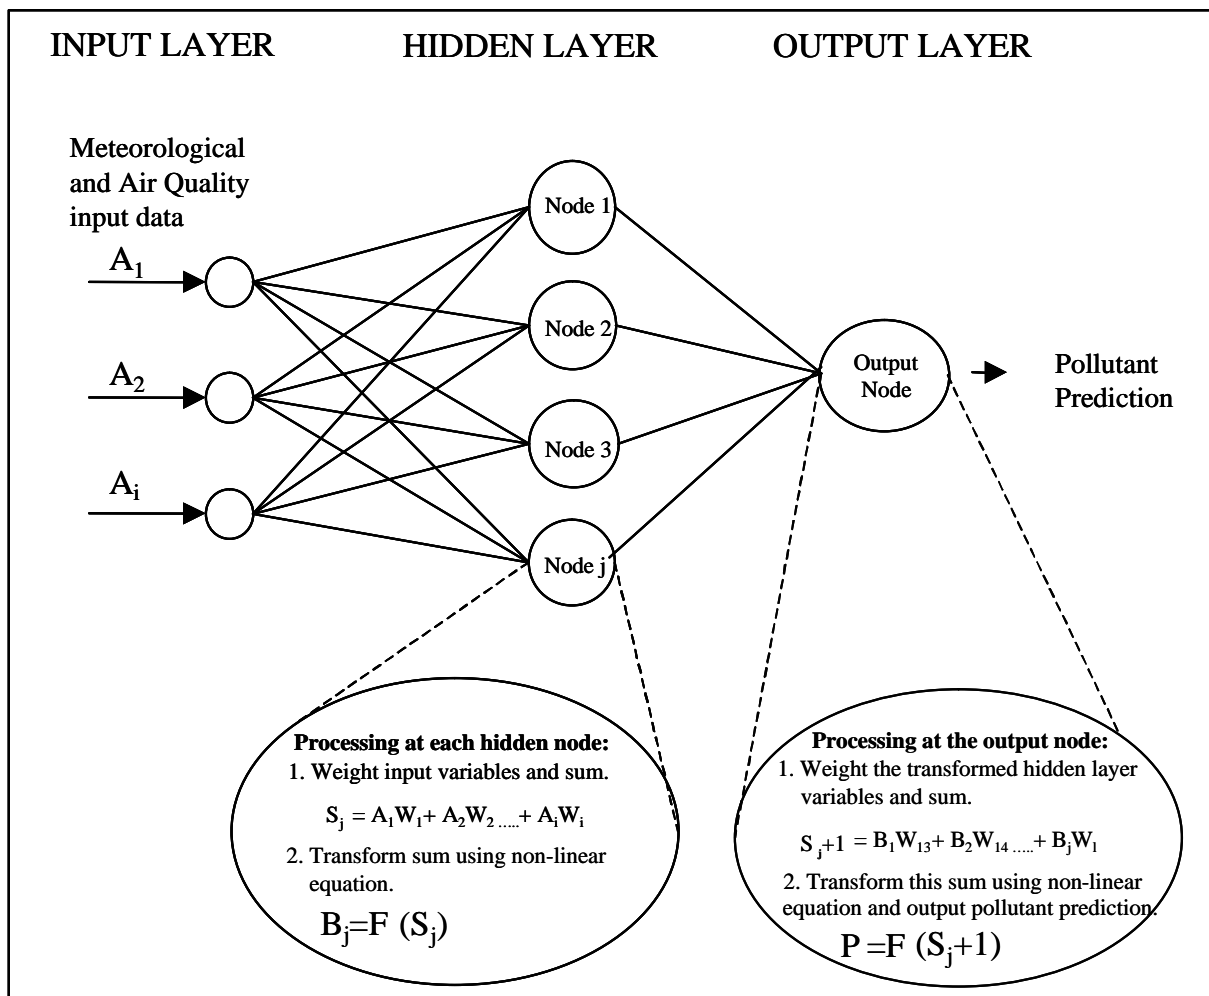 INPUT LAYER
HIDDEN LAYER
OUTPUT LAYER
Meteorological
and Air Quality
input data
A1
A2
Ai
Node 1
Node 2
Node 3
Node j
Output
Node
Pollutant
Prediction
Processing at each hidden node:
1. Weight input variables and sum.
Sj = A1W1+ A2W2 .....+ AiWi
2. Transform sum using non-linear
equation.
Bj=F (Sj)
Processing at the output node:
1. Weight the transformed hidden layer
variables and sum.
S j+1 = B1W13+ B2W14 .....+ BjWl
2. Transform this sum using non-linear
equation and output pollutant prediction.
P =F (Sj+1)